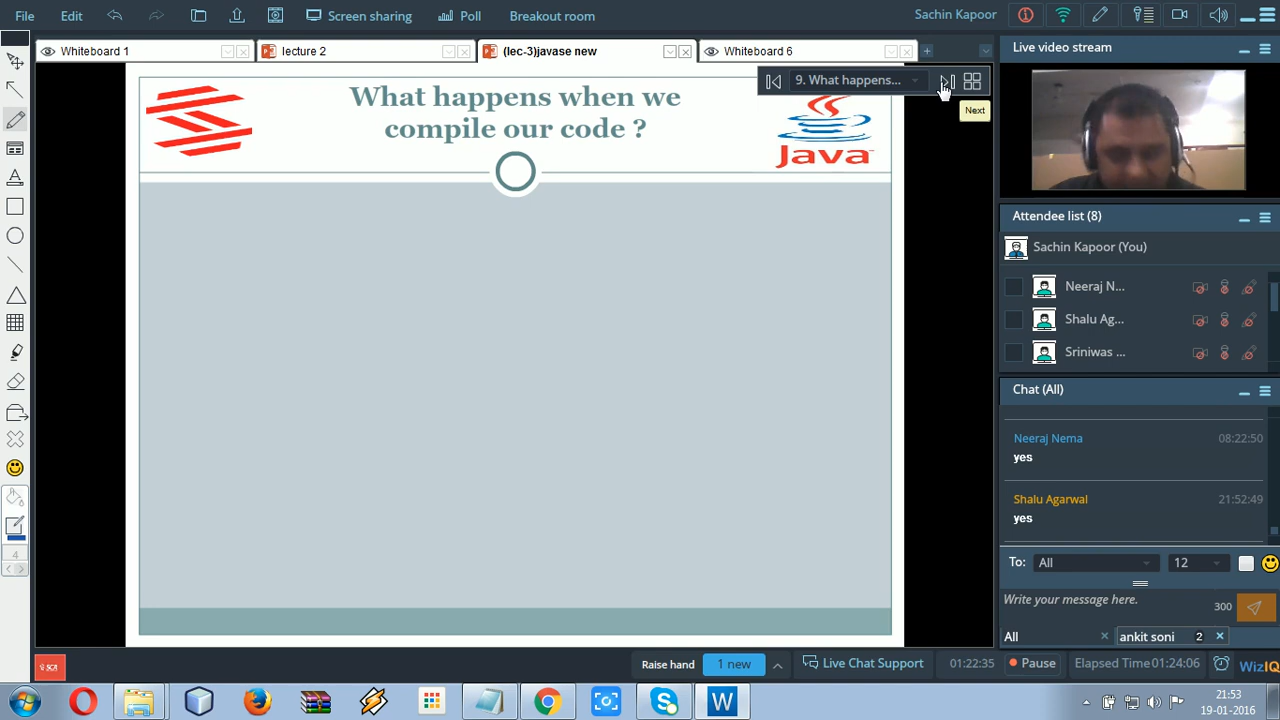 File
Edit
Screen sharing
Poll
Breakout room
Sachin Kapoor
Whiteboard 1
lecture 2
(lec-3)javase new
Whiteboard 6
9. What happens...
Next
What happens when we
compile our code ?
Java
Live video stream
Attendee list (8)
Sachin Kapoor (You)
Neeraj N...
Shalu Ag...
Sriniwas ...
Chat (All)
Neeraj Nema 08:22:50
yes
Shalu Agarwal 21:52:49
yes
To: All 12
Write your message here. 300
All
ankit soni 2
4
SCA
Raise hand
1 new
Live Chat Support
01:22:35
Pause
Elapsed Time 01:24:06
WizIQ
W
21:53
19-01-2016